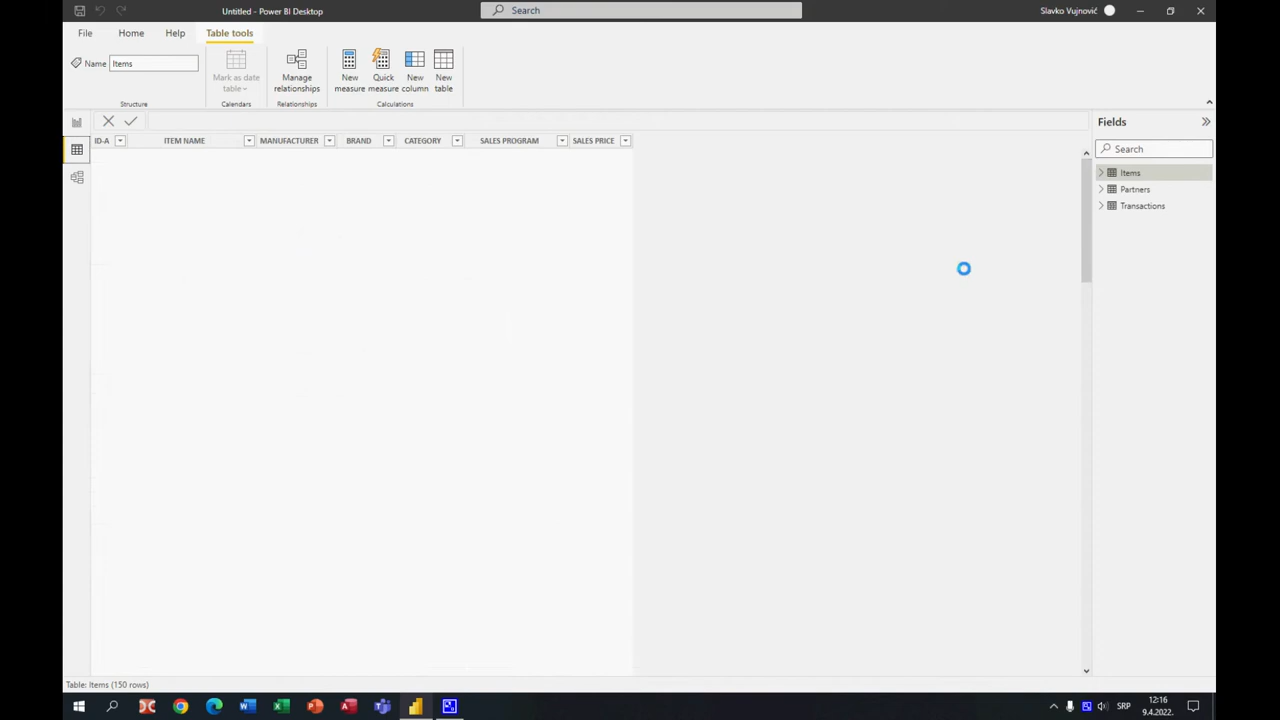 Untitled - Power BI Desktop
Search
Slavko Vujnović
File
Home
Help
Table tools
Name
Items
Mark as date
table
Manage
relationships
New
measure
Quick
measure
New
column
New
table
Structure
Calendars
Relationships
Calculations
Fields
Search
ID-A
ITEM NAME
MANUFACTURER
BRAND
CATEGORY
SALES PROGRAM
SALES PRICE
Items
Partners
Transactions
Table: Items (150 rows)
SRP
12:16
9.4.2022.